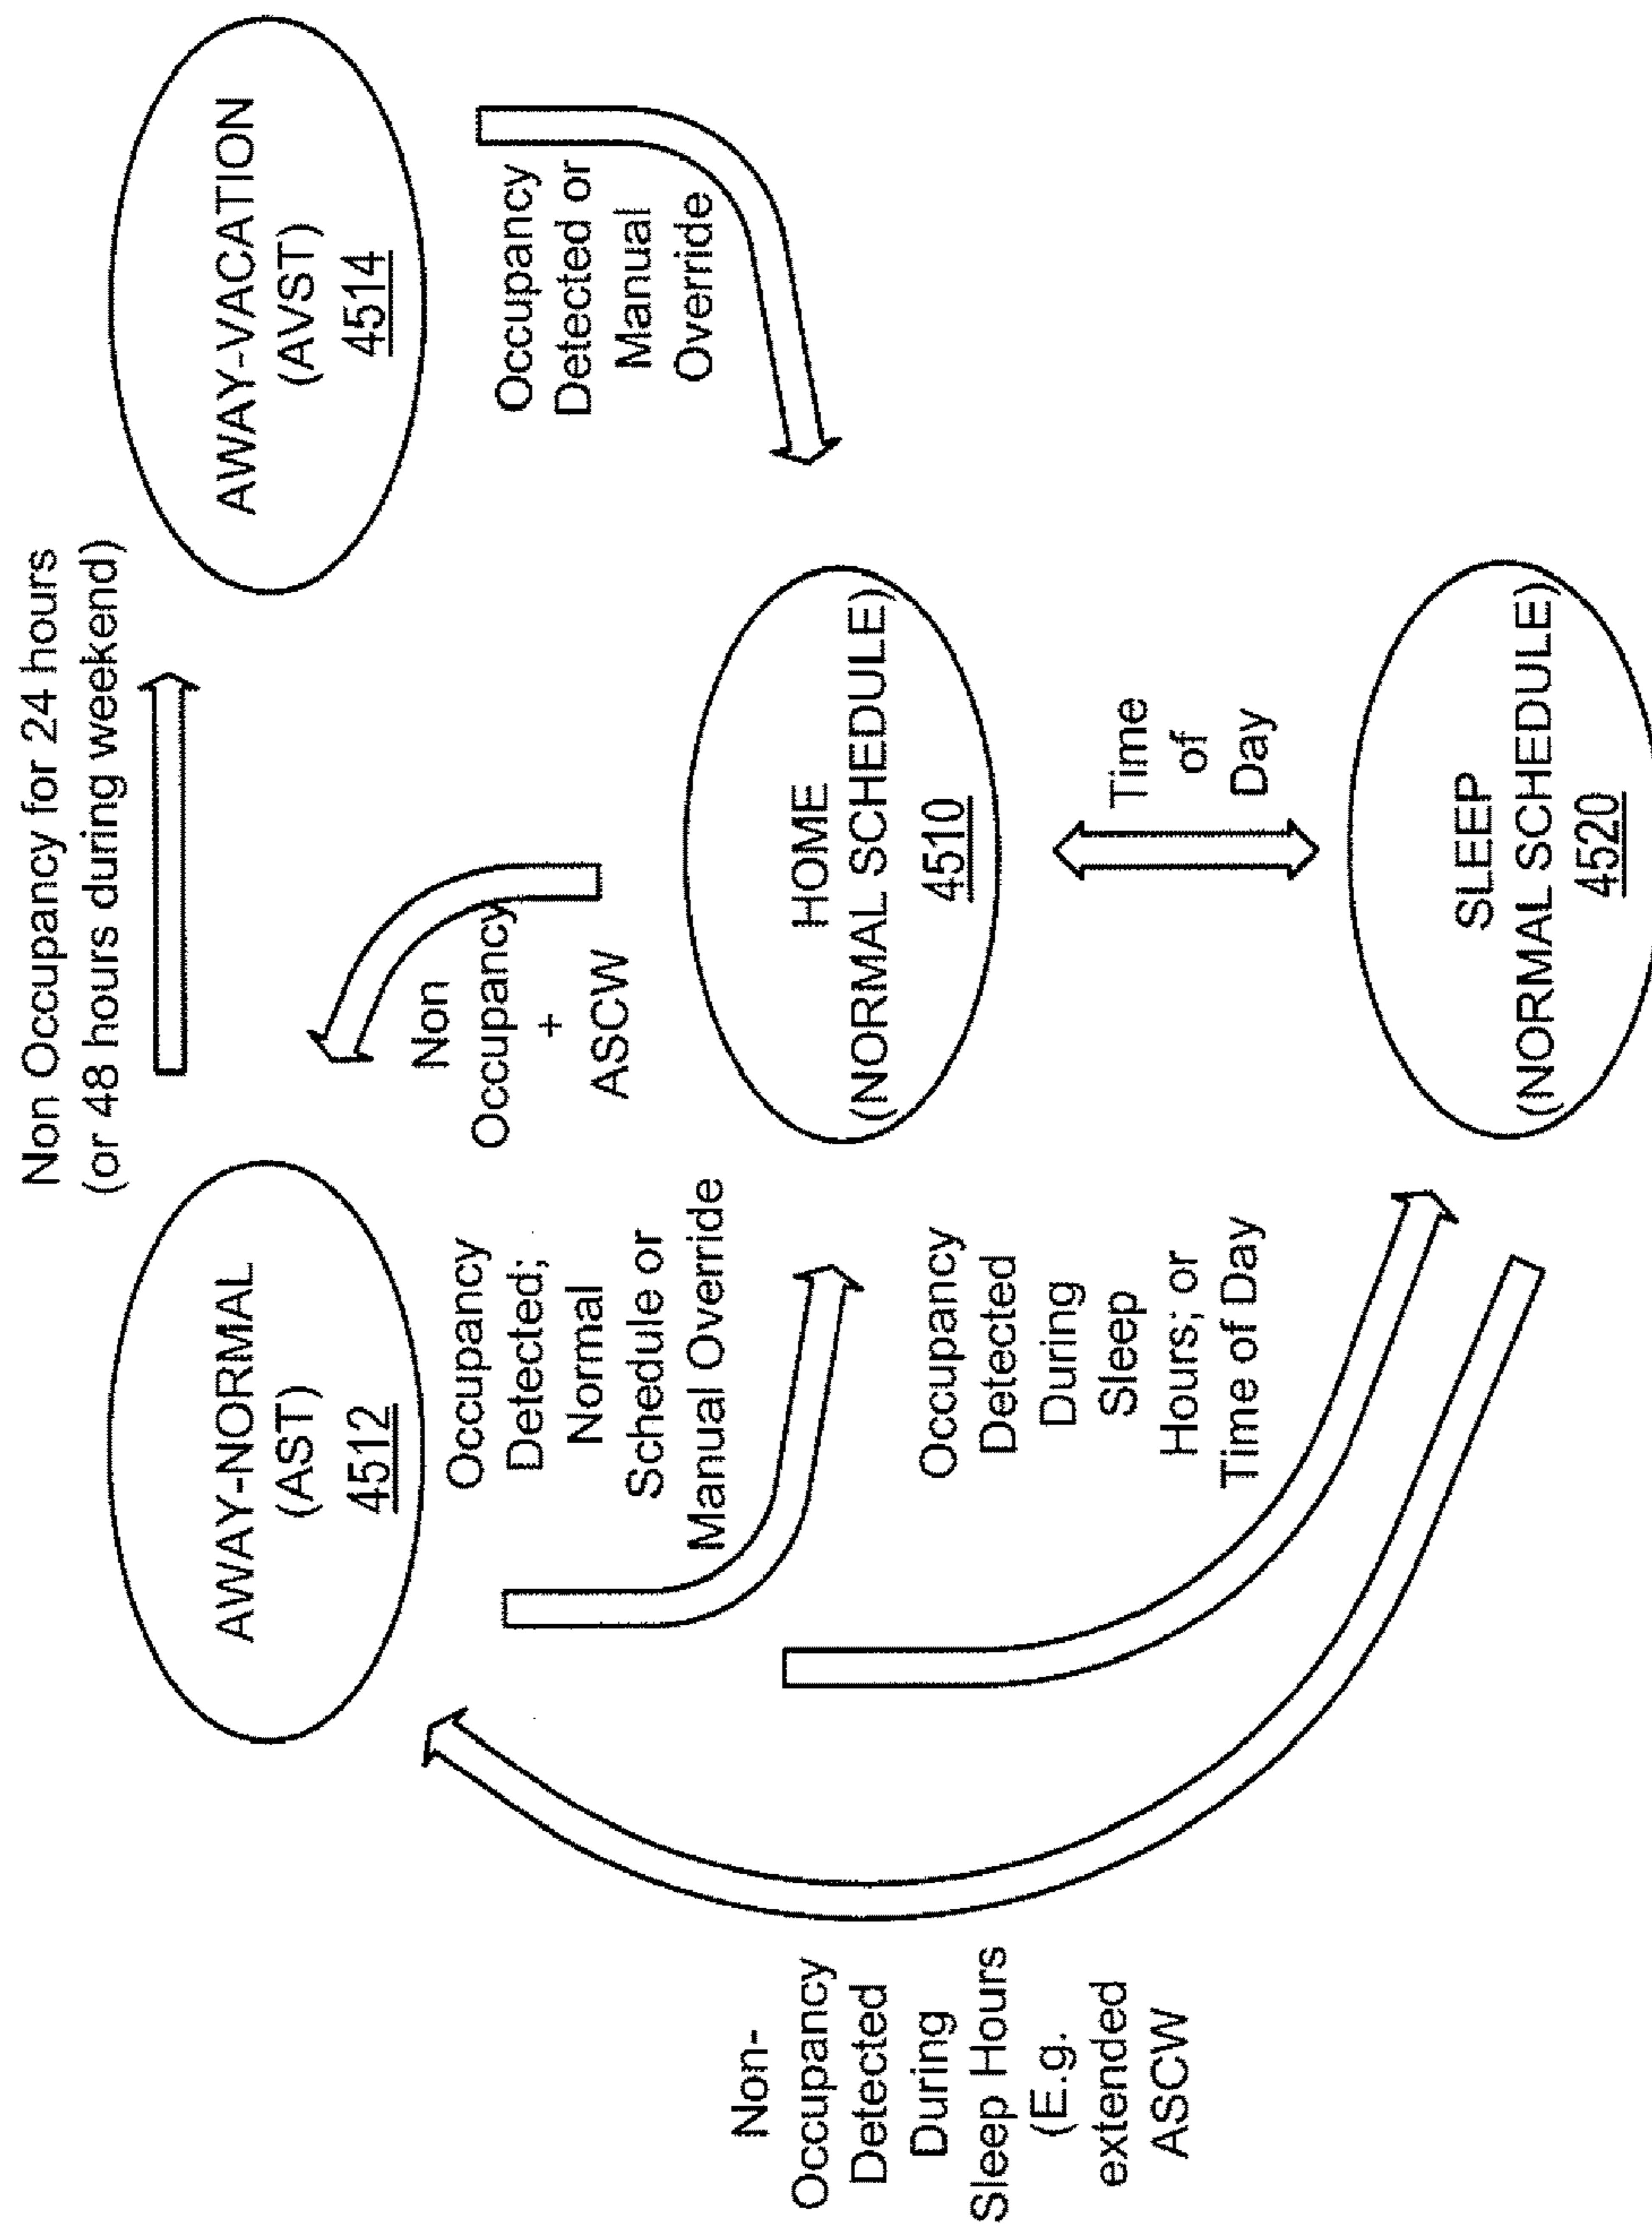 Non Occupancy for 24 hours
(or 48 hours during weekend)
AWAY-NORMAL
(AST)
4512
AWAY-VACATION
(AVST)
4514
Non
Occupancy
+
ASCW
Occupancy
Detected;
Normal
Schedule or
Manual Override
Occupancy
Detected or
Manual
Override
HOME
(NORMAL SCHEDULE)
4510
Non-
Occupancy
Detected
During
Sleep Hours
(E.g.
extended
ASCW
Occupancy
Detected
During
Sleep
Hours; or
Time of Day
Time
of
Day
SLEEP
(NORMAL SCHEDULE)
4520